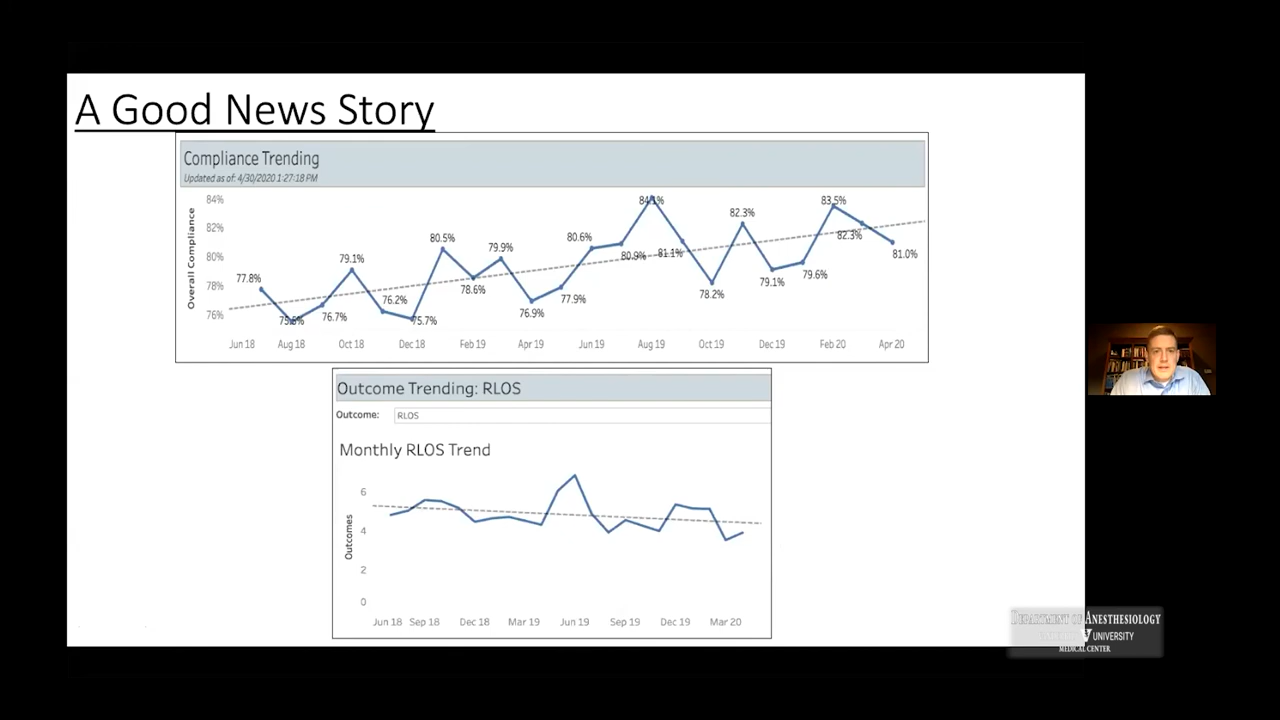 A Good News Story
Compliance Trending
Updated as of: 4/30/2020 1:27:18 PM
Overall Compliance
84%
82%
80%
78%
76%
77.8%
75.6%
76.7%
79.1%
76.2%
75.7%
80.5%
78.6%
79.9%
76.9%
77.9%
80.6%
80.9%
84.1%
81.1%
78.2%
82.3%
79.1%
79.6%
83.5%
82.3%
81.0%
Jun 18 Aug 18 Oct 18 Dec 18 Feb 19 Apr 19 Jun 19 Aug 19 Oct 19 Dec 19 Feb 20 Apr 20
Outcome Trending: RLOS
Outcome: RLOS
Monthly RLOS Trend
Outcomes
6
4
2
0
Jun 18 Sep 18 Dec 18 Mar 19 Jun 19 Sep 19 Dec 19 Mar 20
DEPARTMENT OF ANESTHESIOLOGY
UNIVERSITY
MEDICAL CENTER